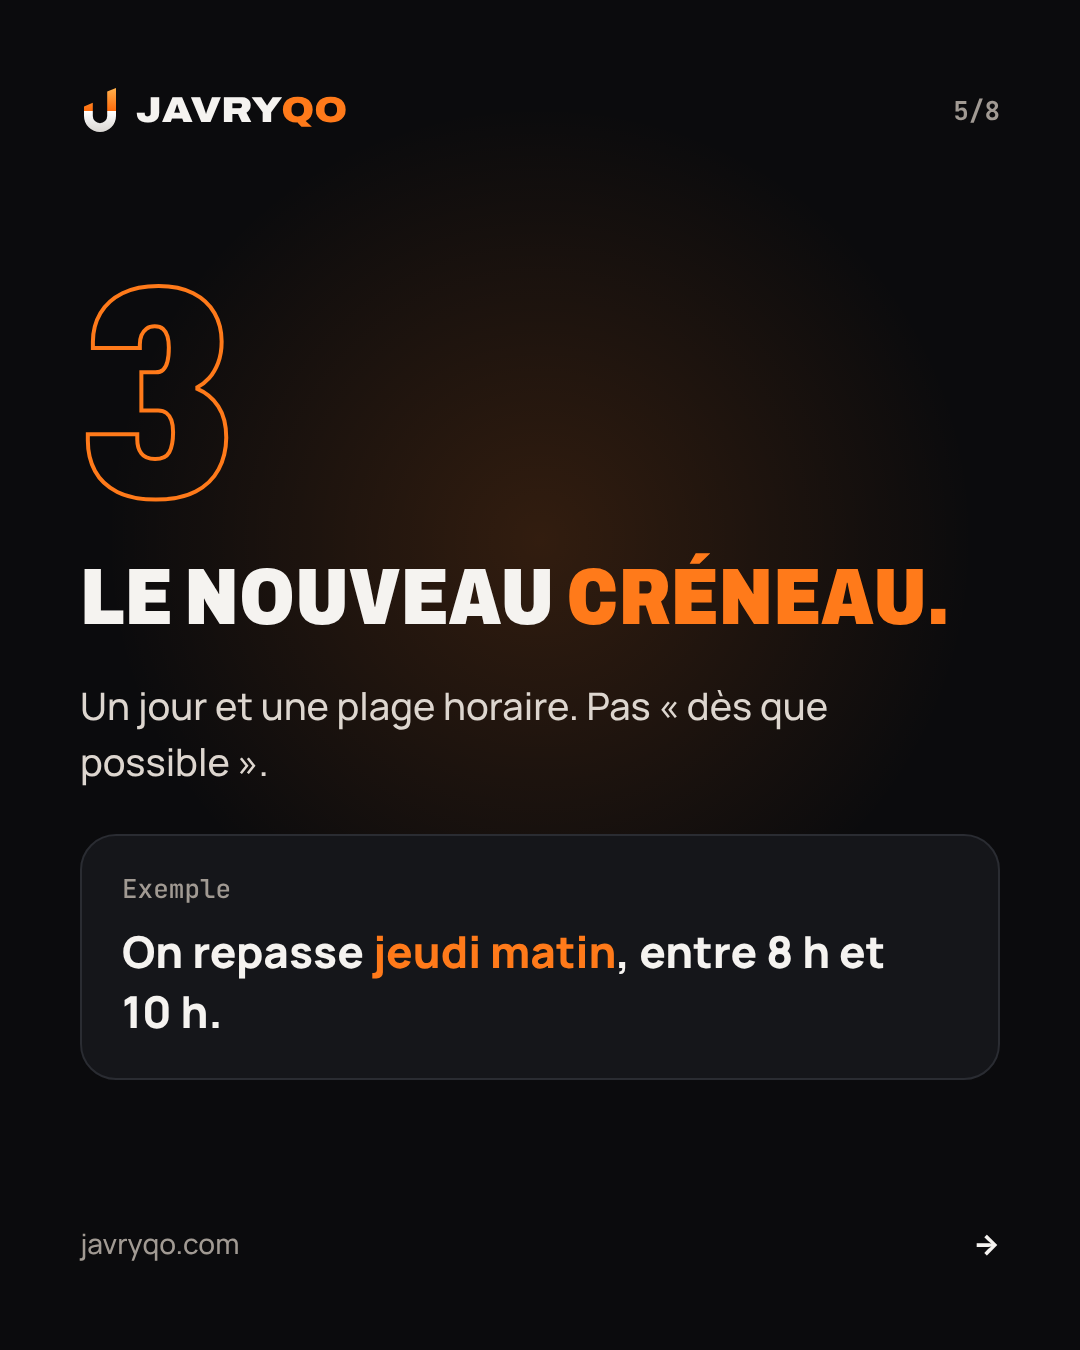 JAVRYQO
5/8
3
LE NOUVEAU CRÉNEAU.
Un jour et une plage horaire. Pas « dès que
possible ».
Exemple
On repasse jeudi matin, entre 8 h et
10 h.
javryqo.com →